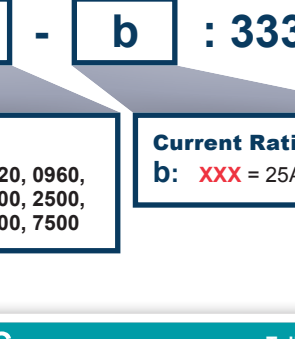 - b : 333
20, 0960,
00, 2500,
00, 7500
Current Rati
b: XXX = 25A